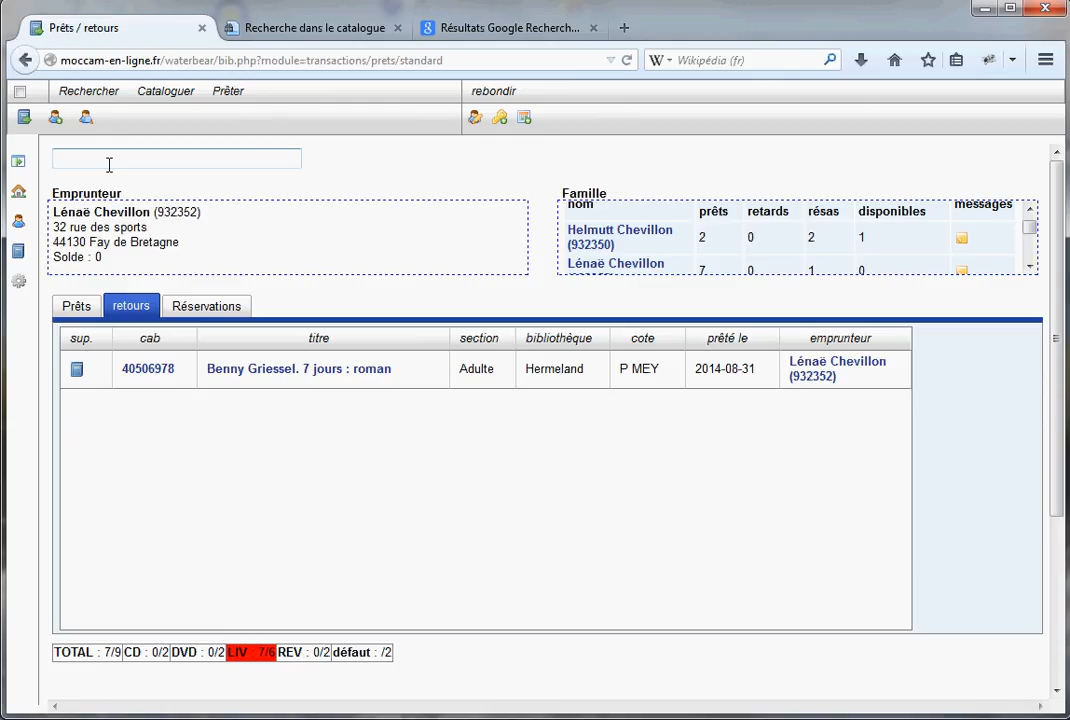 Prêts / retours
Recherche dans le catalogue
Résultats Google Recherch...
moccam-en-ligne.fr/waterbear/bib.php?module=transactions/prets/standard
Wikipédia (fr)
Rechercher Cataloguer Prêter
rebondir
Emprunteur
Lénaë Chevillon (932352)
32 rue des sports
44130 Fay de Bretagne
Solde : 0
Famille
nom prêts retards résas disponibles messages
Helmutt Chevillon (932350) 2 0 2 1
Lénaë Chevillon 7 0 1 0
Prêts retours Réservations
sup. cab titre section bibliothèque cote prêté le emprunteur
40506978 Benny Griessel. 7 jours : roman Adulte Hermeland P MEY 2014-08-31 Lénaë Chevillon (932352)
TOTAL : 7/9 CD : 0/2 DVD : 0/2 LIV : 7/6 REV : 0/2 défaut : /2